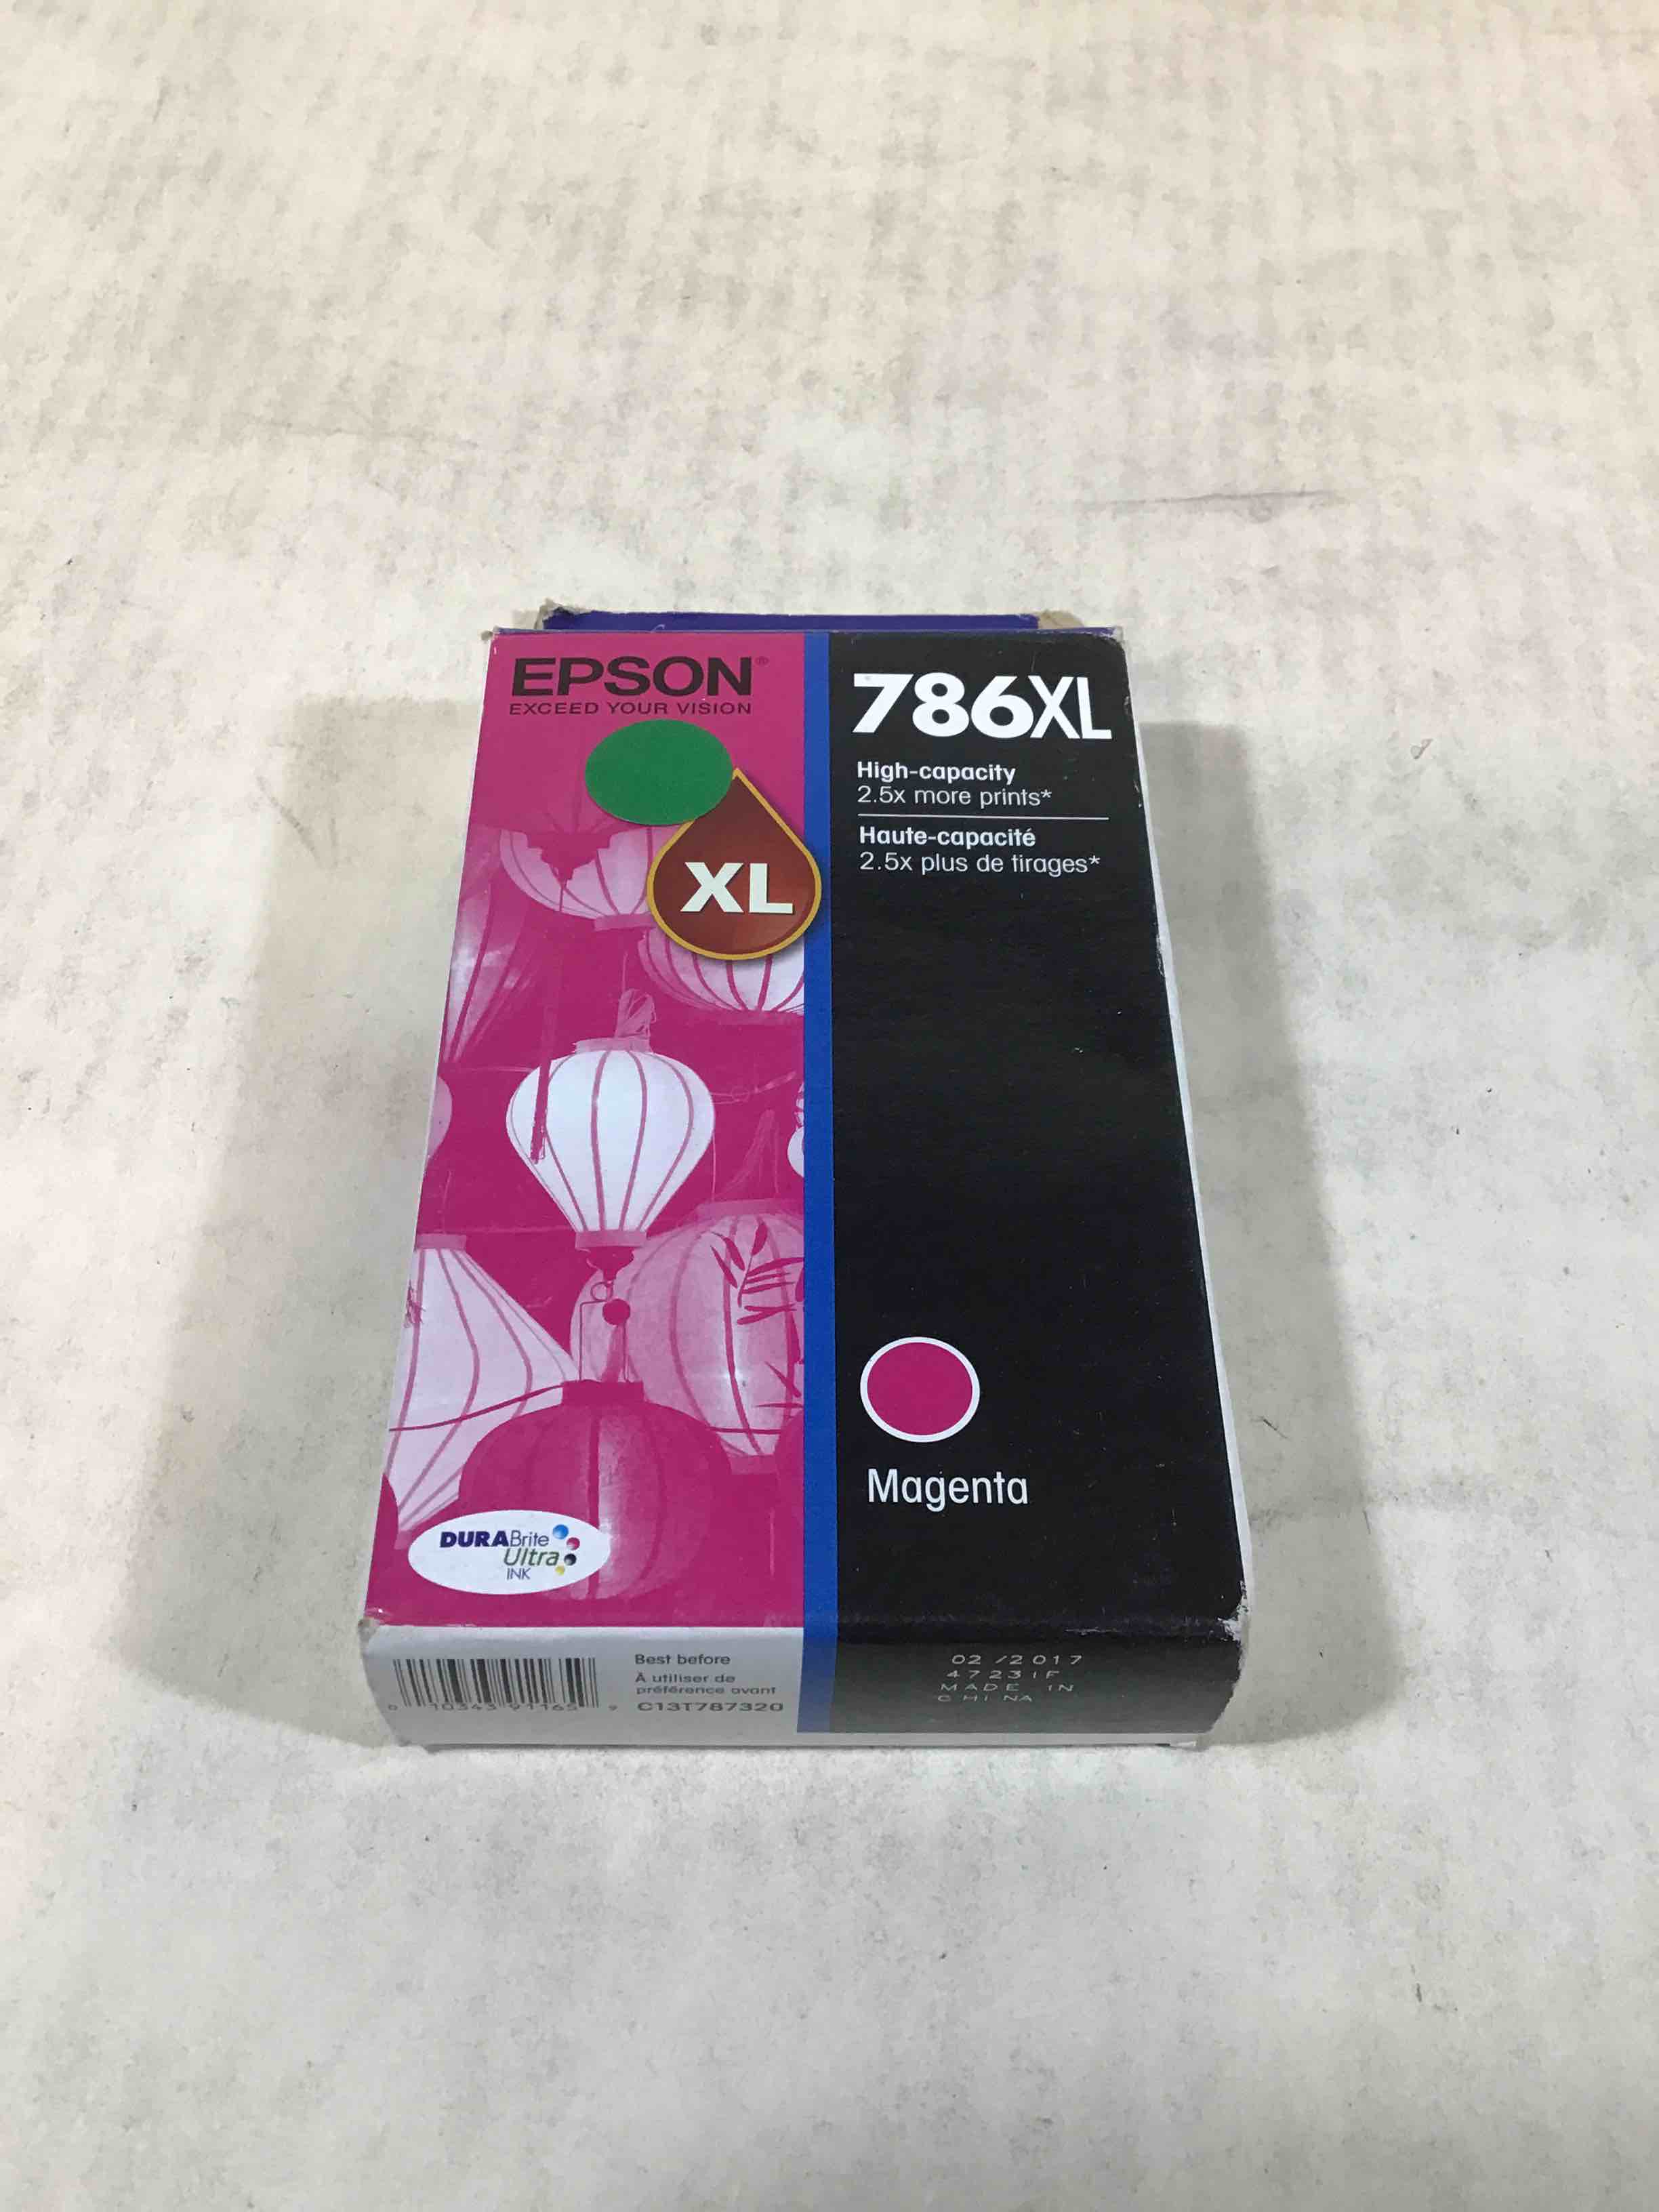 EPSON®
EXCEED YOUR VISION
XL
786XL
High-capacity
2.5x more prints*
Haute-capacité
2.5x plus de tirages*
Magenta
DURABrite
Ultra
INK
Best before
À utiliser de
préférence avant
C13T787320
02 /2017
47231F
MADE IN
CHINA